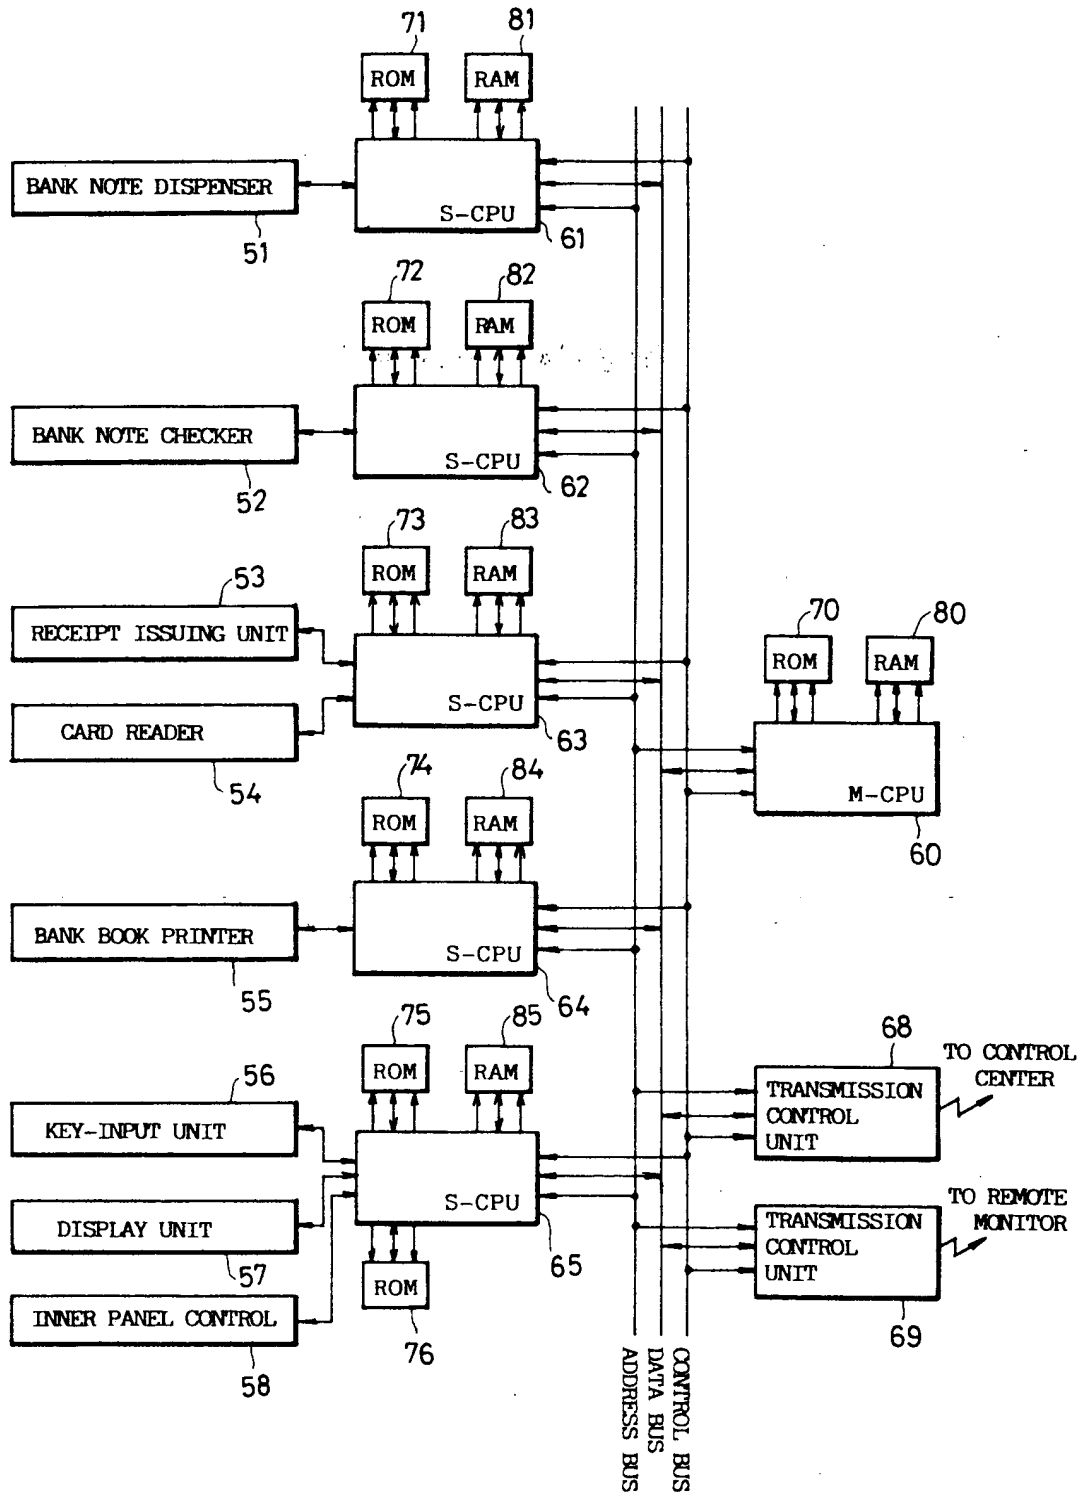 71
81
ROM
RAM
BANK NOTE DISPENSER
S-CPU
51
61
72
82
ROM
RAM
BANK NOTE CHECKER
S-CPU
52
62
73
83
ROM
RAM
53
RECEIPT ISSUING UNIT
S-CPU
63
CARD READER
54
70
80
ROM
RAM
M-CPU
60
74
84
ROM
RAM
BANK BOOK PRINTER
S-CPU
55
64
75
85
ROM
RAM
56
KEY-INPUT UNIT
S-CPU
65
DISPLAY UNIT
57
ROM
76
INNER PANEL CONTROL
58
68
TO CONTROL
CENTER
TRANSMISSION
CONTROL
UNIT
TO REMOTE
MONITOR
TRANSMISSION
CONTROL
UNIT
69
CONTROL BUS
DATA BUS
ADDRESS BUS